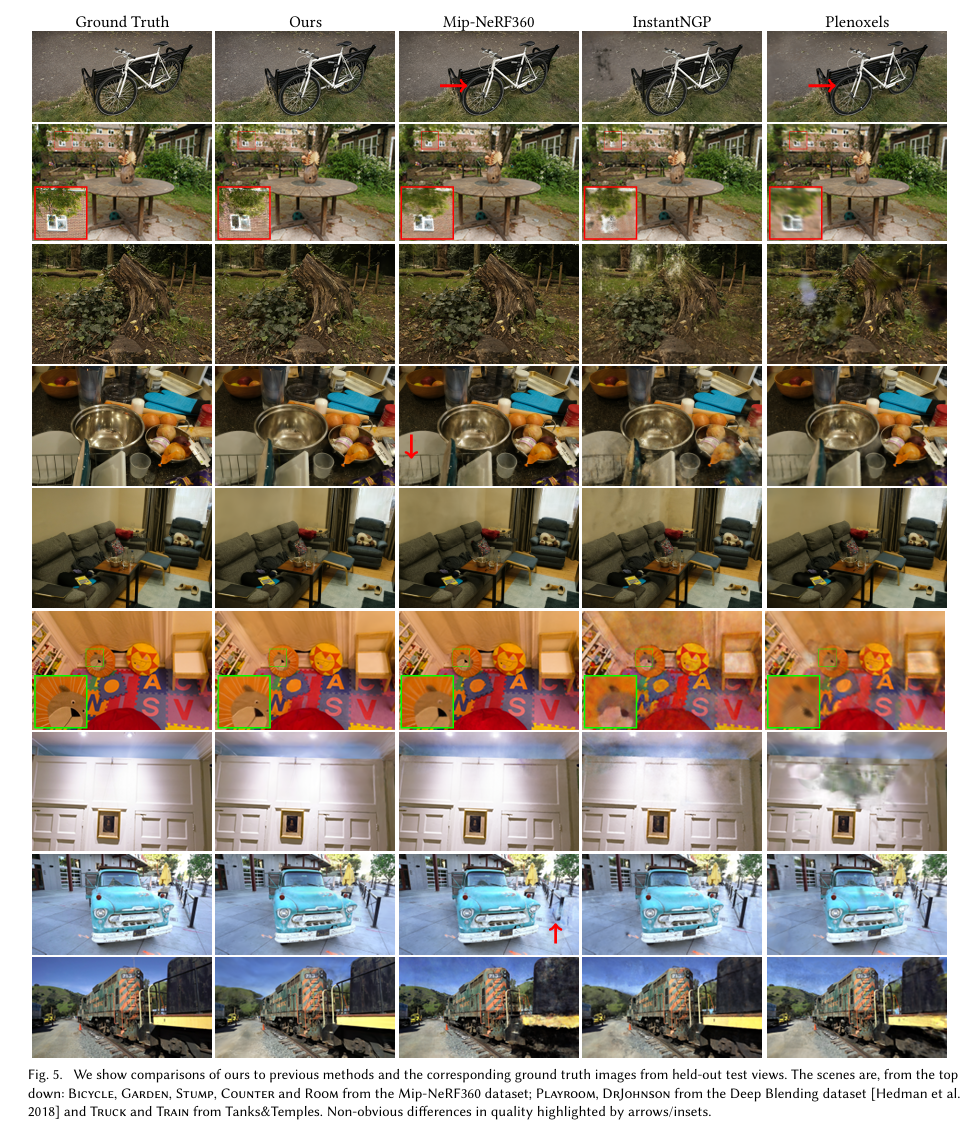 Ground Truth Ours Mip-NeRF360 InstantNGP Plenoxels
A
W S V
A
W S V
A
W S V
A
W S V
A
S V
Fig. 5. We show comparisons of ours to previous methods and the corresponding ground truth images from held-out test views. The scenes are, from the top
down: Bicycle, Garden, Stump, Counter and Room from the Mip-NeRF360 dataset; Playroom, DrJohnson from the Deep Blending dataset [Hedman et al.
2018] and Truck and Train from Tanks&Temples. Non-obvious differences in quality highlighted by arrows/insets.